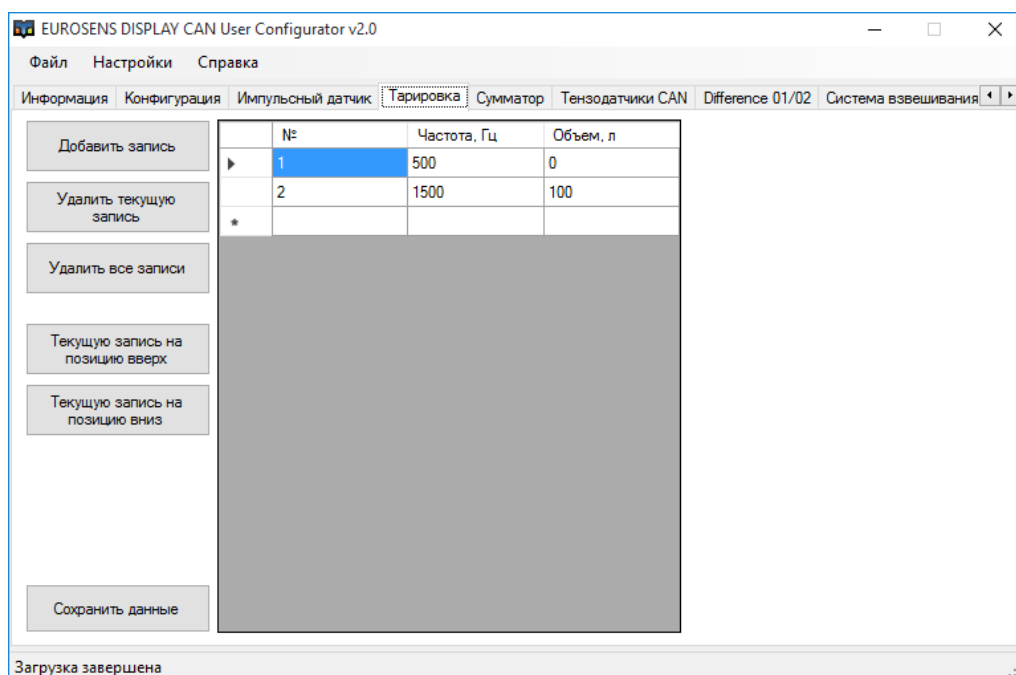 EUROSENS DISPLAY CAN User Configurator v2.0
Файл Настройки Справка
Информация Конфигурация Импульсный датчик Тарировка Сумматор Тензодатчики CAN Difference 01/02 Система взвешивания
Добавить запись
Удалить текущую
запись
Удалить все записи
Текущую запись на
позицию вверх
Текущую запись на
позицию вниз
Сохранить данные
№ Частота, Гц Объем, л
1 500 0
2 1500 100
*
Загрузка завершена